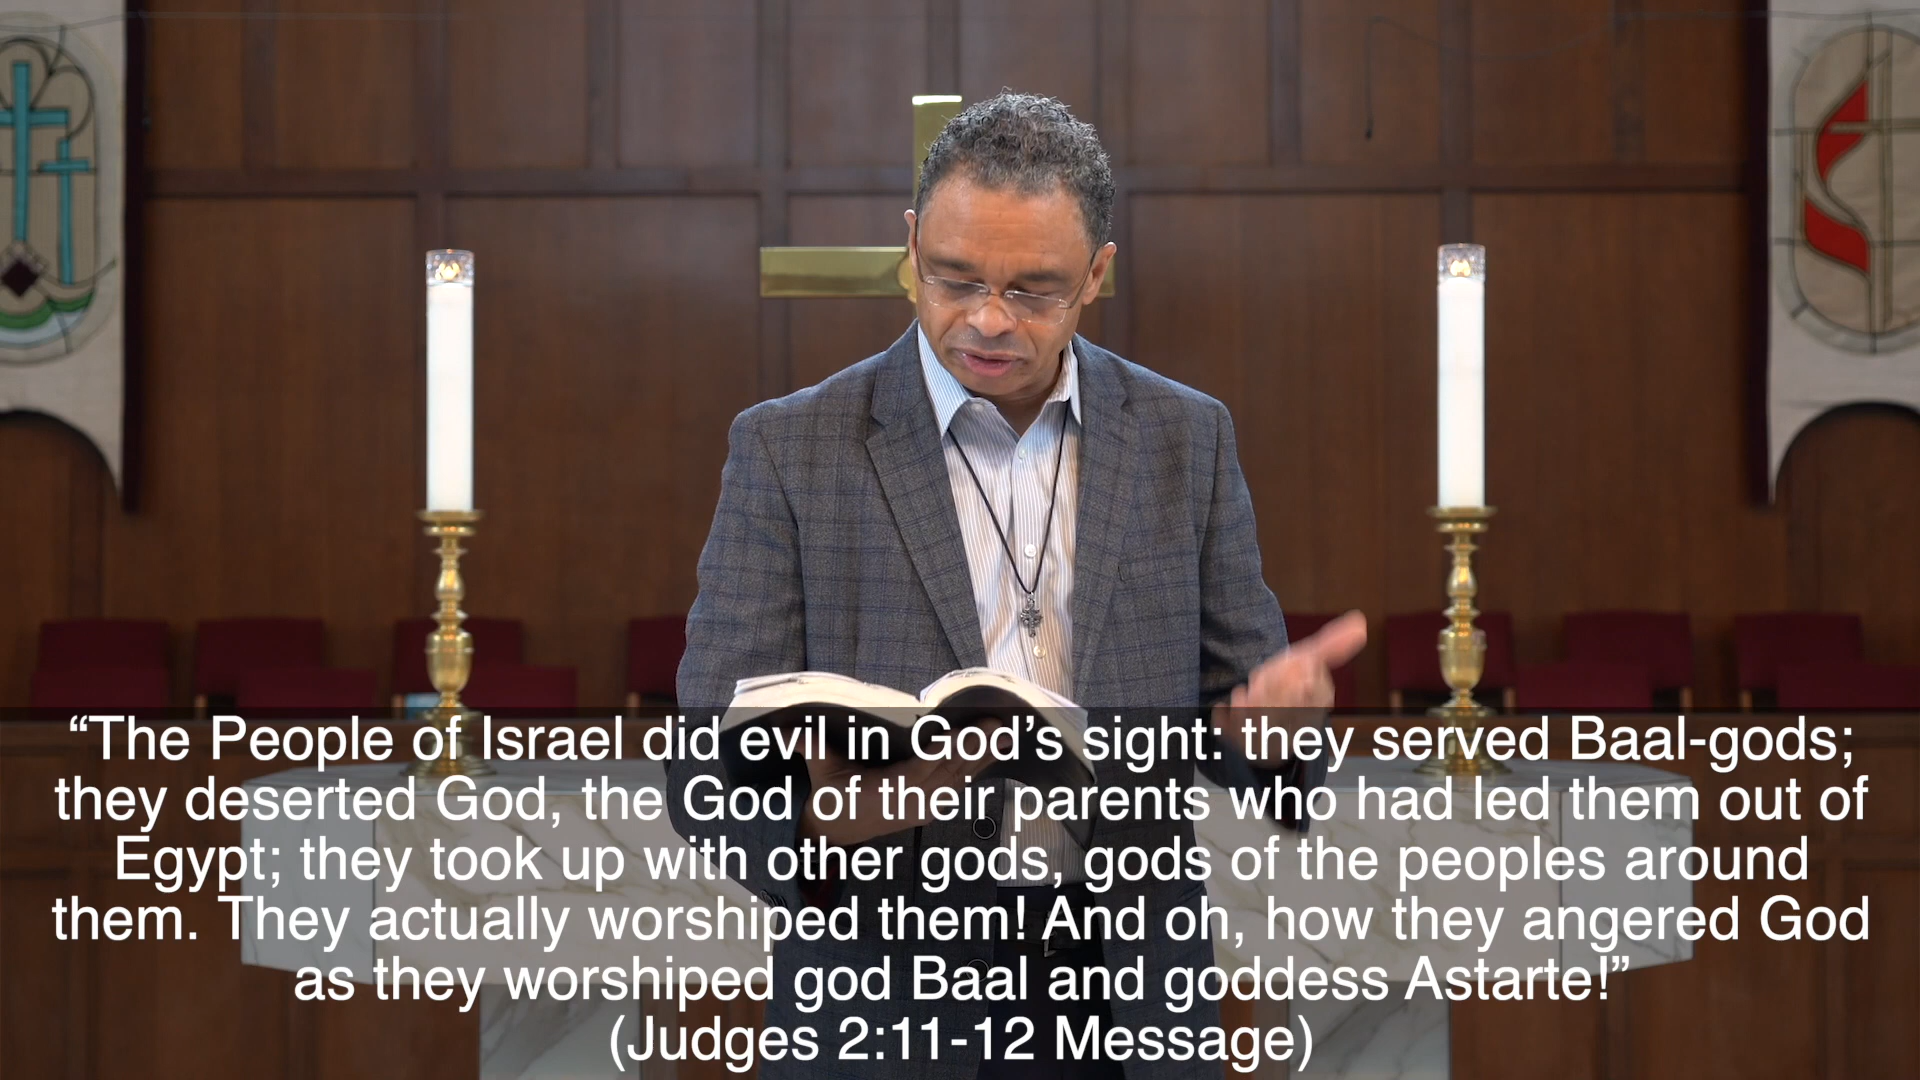 “The People of Israel did evil in God’s sight: they served Baal-gods;
they deserted God, the God of their parents who had led them out of
Egypt; they took up with other gods, gods of the peoples around
them. They actually worshiped them! And oh, how they angered God
as they worshiped god Baal and goddess Astarte!”
(Judges 2:11-12 Message)